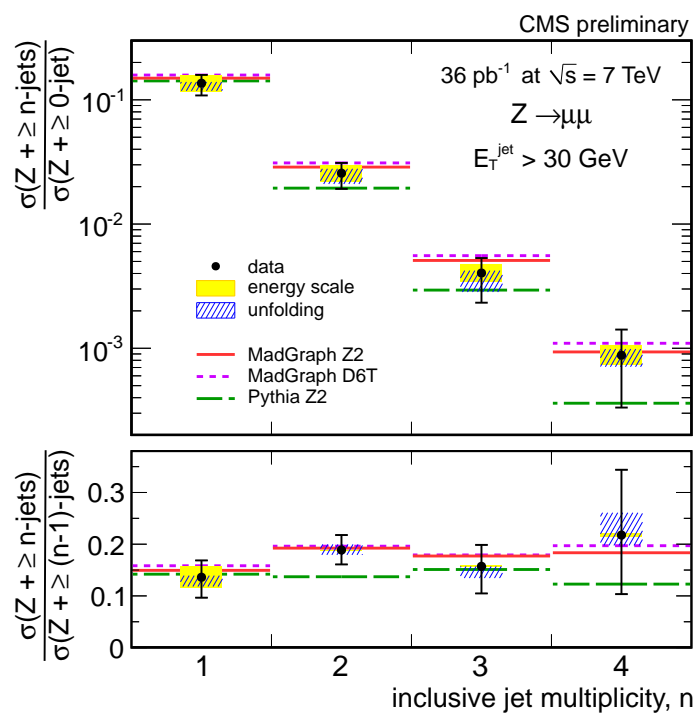 CMS preliminary
σ(Z + ≥ n-jets)
σ(Z + ≥ 0-jet)
10⁻¹
10⁻²
10⁻³
36 pb⁻¹ at √s = 7 TeV
Z →μμ
E_T^jet > 30 GeV
data
energy scale
unfolding
MadGraph Z2
MadGraph D6T
Pythia Z2
σ(Z + ≥ n-jets)
σ(Z + ≥ (n-1)-jets)
0.3
0.2
0.1
0
1 2 3 4
inclusive jet multiplicity, n